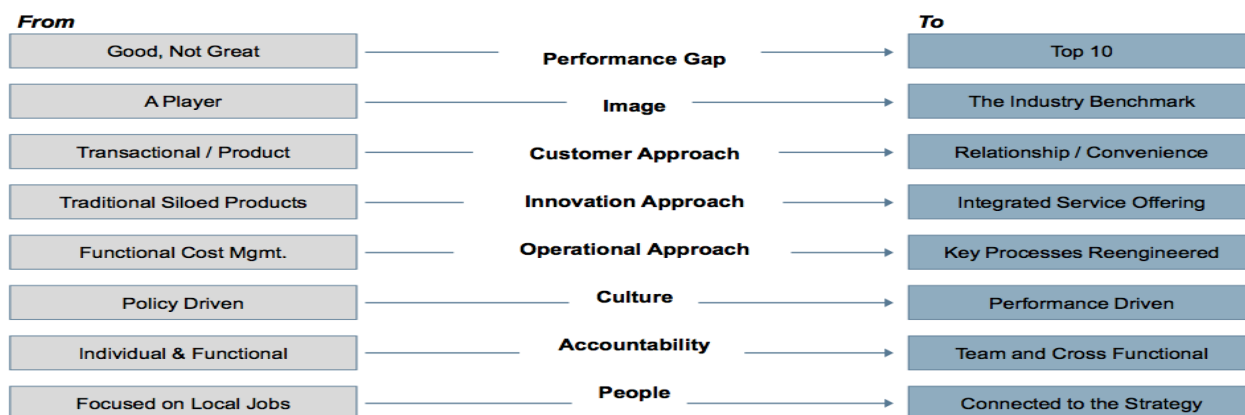 From To
Good, Not Great Performance Gap Top 10
A Player Image The Industry Benchmark
Transactional / Product Customer Approach Relationship / Convenience
Traditional Siloed Products Innovation Approach Integrated Service Offering
Functional Cost Mgmt. Operational Approach Key Processes Reengineered
Policy Driven Culture Performance Driven
Individual & Functional Accountability Team and Cross Functional
Focused on Local Jobs People Connected to the Strategy